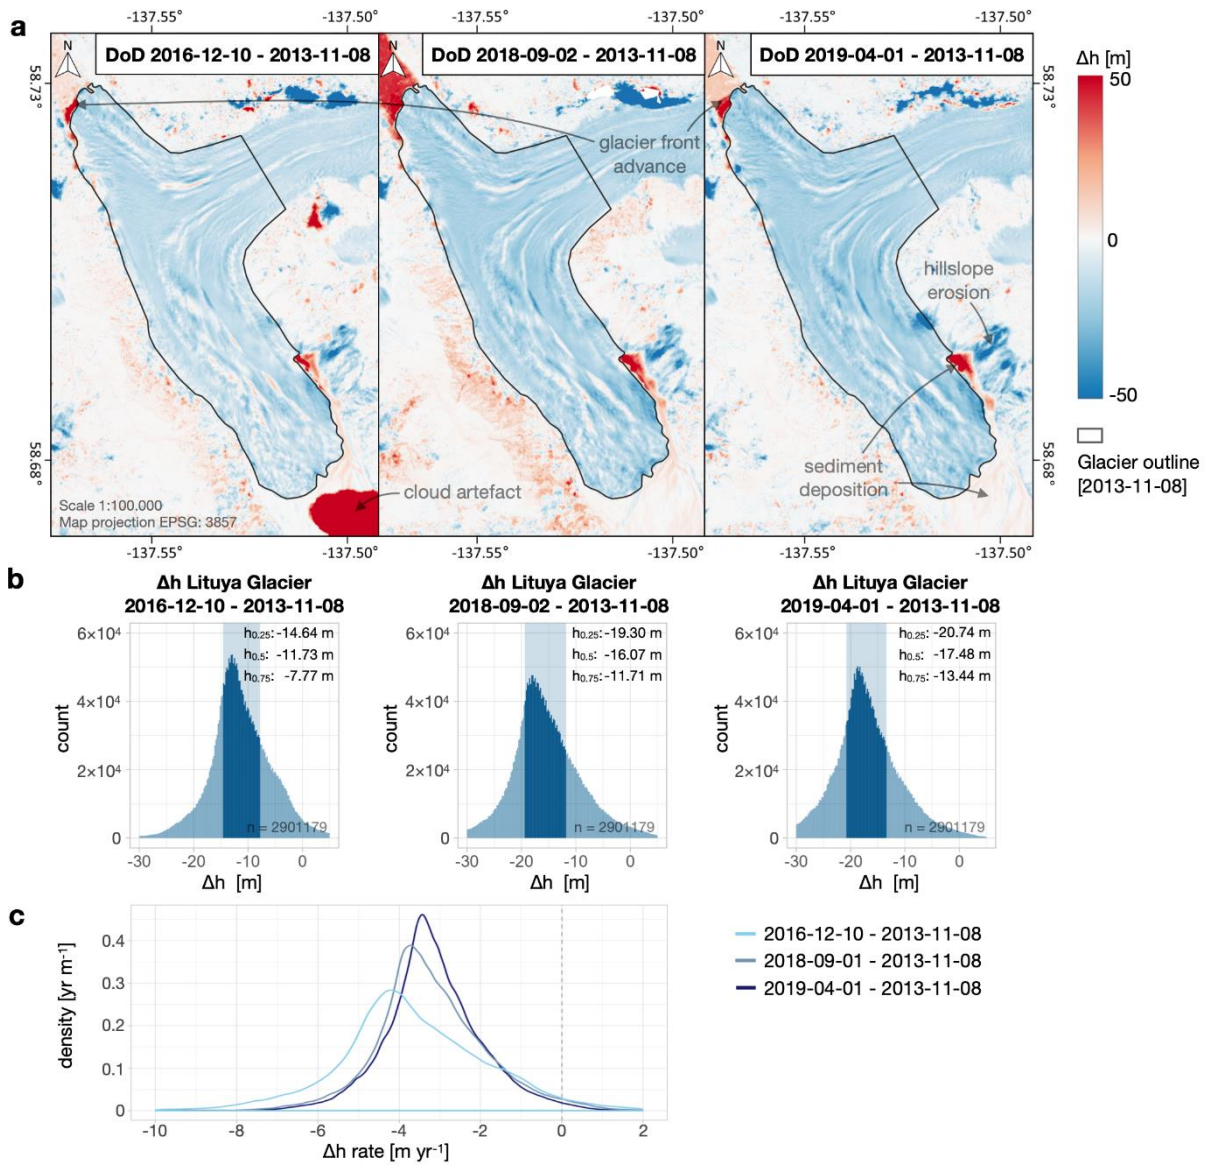 a
-137.55°
-137.50°
-137.55°
-137.50°
-137.55°
-137.50°
N
DoD 2016-12-10 - 2013-11-08
N
DoD 2018-09-02 - 2013-11-08
N
DoD 2019-04-01 - 2013-11-08
58.73°
58.73°
glacier front
advance
hillslope
erosion
58.68°
58.68°
sediment
deposition
cloud artefact
Scale 1:100.000
Map projection EPSG: 3857
-137.55°
-137.50°
-137.55°
-137.50°
-137.55°
-137.50°
Δh [m]
50
0
-50
Glacier outline
[2013-11-08]
b
Δh Lituya Glacier
2016-12-10 - 2013-11-08
h0.25: -14.64 m
h0.5: -11.73 m
h0.75: -7.77 m
6×10⁴
4×10⁴
2×10⁴
0
count
n = 2901179
-30 -20 -10 0
Δh [m]
Δh Lituya Glacier
2018-09-02 - 2013-11-08
h0.25: -19.30 m
h0.5: -16.07 m
h0.75: -11.71 m
6×10⁴
4×10⁴
2×10⁴
0
count
n = 2901179
-30 -20 -10 0
Δh [m]
Δh Lituya Glacier
2019-04-01 - 2013-11-08
h0.25: -20.74 m
h0.5: -17.48 m
h0.75: -13.44 m
6×10⁴
4×10⁴
2×10⁴
0
count
n = 2901179
-30 -20 -10 0
Δh [m]
c
0.4
0.3
0.2
0.1
0
density [yr m⁻¹]
-10 -8 -6 -4 -2 0 2
Δh rate [m yr⁻¹]
2016-12-10 - 2013-11-08
2018-09-01 - 2013-11-08
2019-04-01 - 2013-11-08